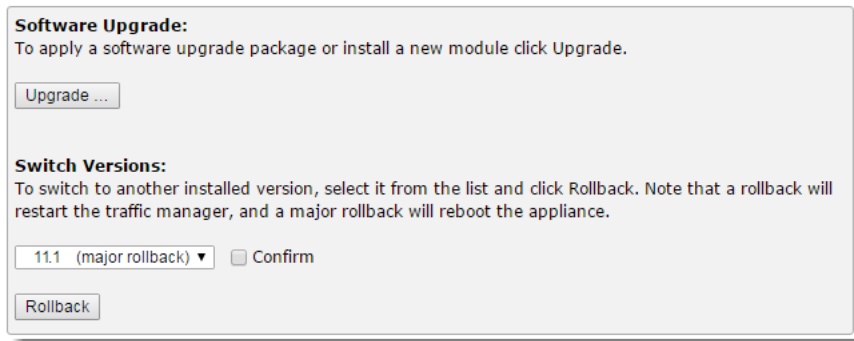 Software Upgrade:
To apply a software upgrade package or install a new module click Upgrade.
Upgrade ...
Switch Versions:
To switch to another installed version, select it from the list and click Rollback. Note that a rollback will
restart the traffic manager, and a major rollback will reboot the appliance.
11.1 (major rollback) ▼ Confirm
Rollback